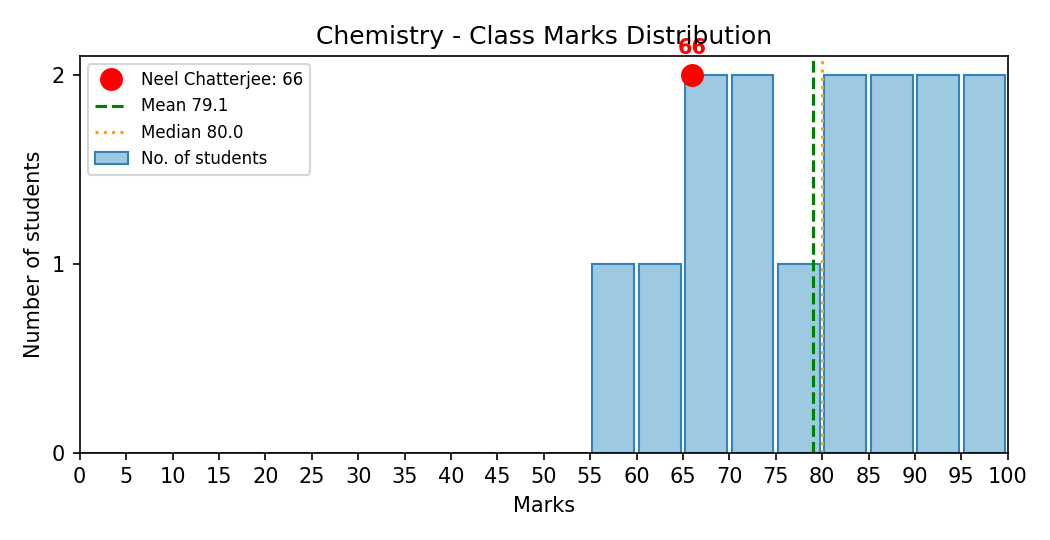 Chemistry - Class Marks Distribution
66
Neel Chatterjee: 66
Mean 79.1
Median 80.0
No. of students
Number of students
2
1
0
0 5 10 15 20 25 30 35 40 45 50 55 60 65 70 75 80 85 90 95 100
Marks